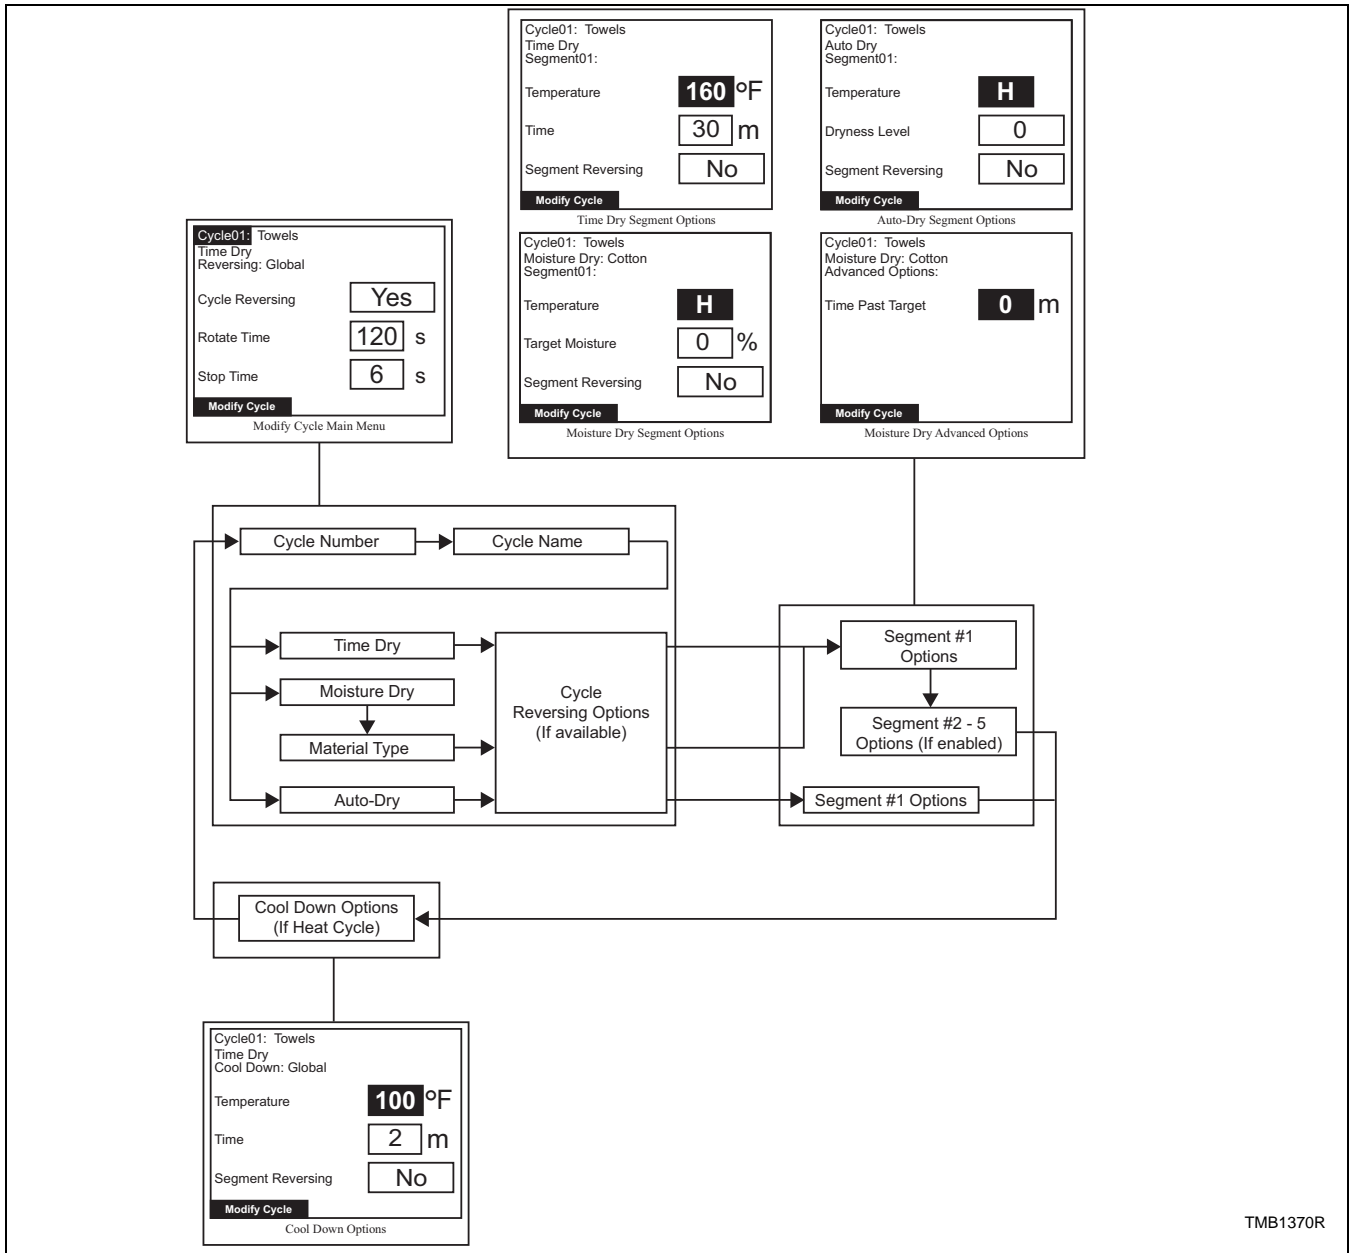 Cycle01: Towels
Time Dry
Segment01:
Temperature 160 °F
Time 30 m
Segment Reversing No
Modify Cycle
Time Dry Segment Options
Cycle01: Towels
Auto Dry
Segment01:
Temperature H
Dryness Level 0
Segment Reversing No
Modify Cycle
Auto-Dry Segment Options
Cycle01: Towels
Time Dry
Reversing: Global
Cycle Reversing Yes
Rotate Time 120 s
Stop Time 6 s
Modify Cycle
Modify Cycle Main Menu
Cycle01: Towels
Moisture Dry: Cotton
Segment01:
Temperature H
Target Moisture 0 %
Segment Reversing No
Modify Cycle
Moisture Dry Segment Options
Cycle01: Towels
Moisture Dry: Cotton
Advanced Options:
Time Past Target 0 m
Modify Cycle
Moisture Dry Advanced Options
Cycle Number
Cycle Name
Time Dry
Moisture Dry
Material Type
Auto-Dry
Cycle
Reversing Options
(If available)
Segment #1
Options
Segment #2 - 5
Options (If enabled)
Segment #1 Options
Cool Down Options
(If Heat Cycle)
Cycle01: Towels
Time Dry
Cool Down: Global
Temperature 100 °F
Time 2 m
Segment Reversing No
Modify Cycle
Cool Down Options
TMB1370R